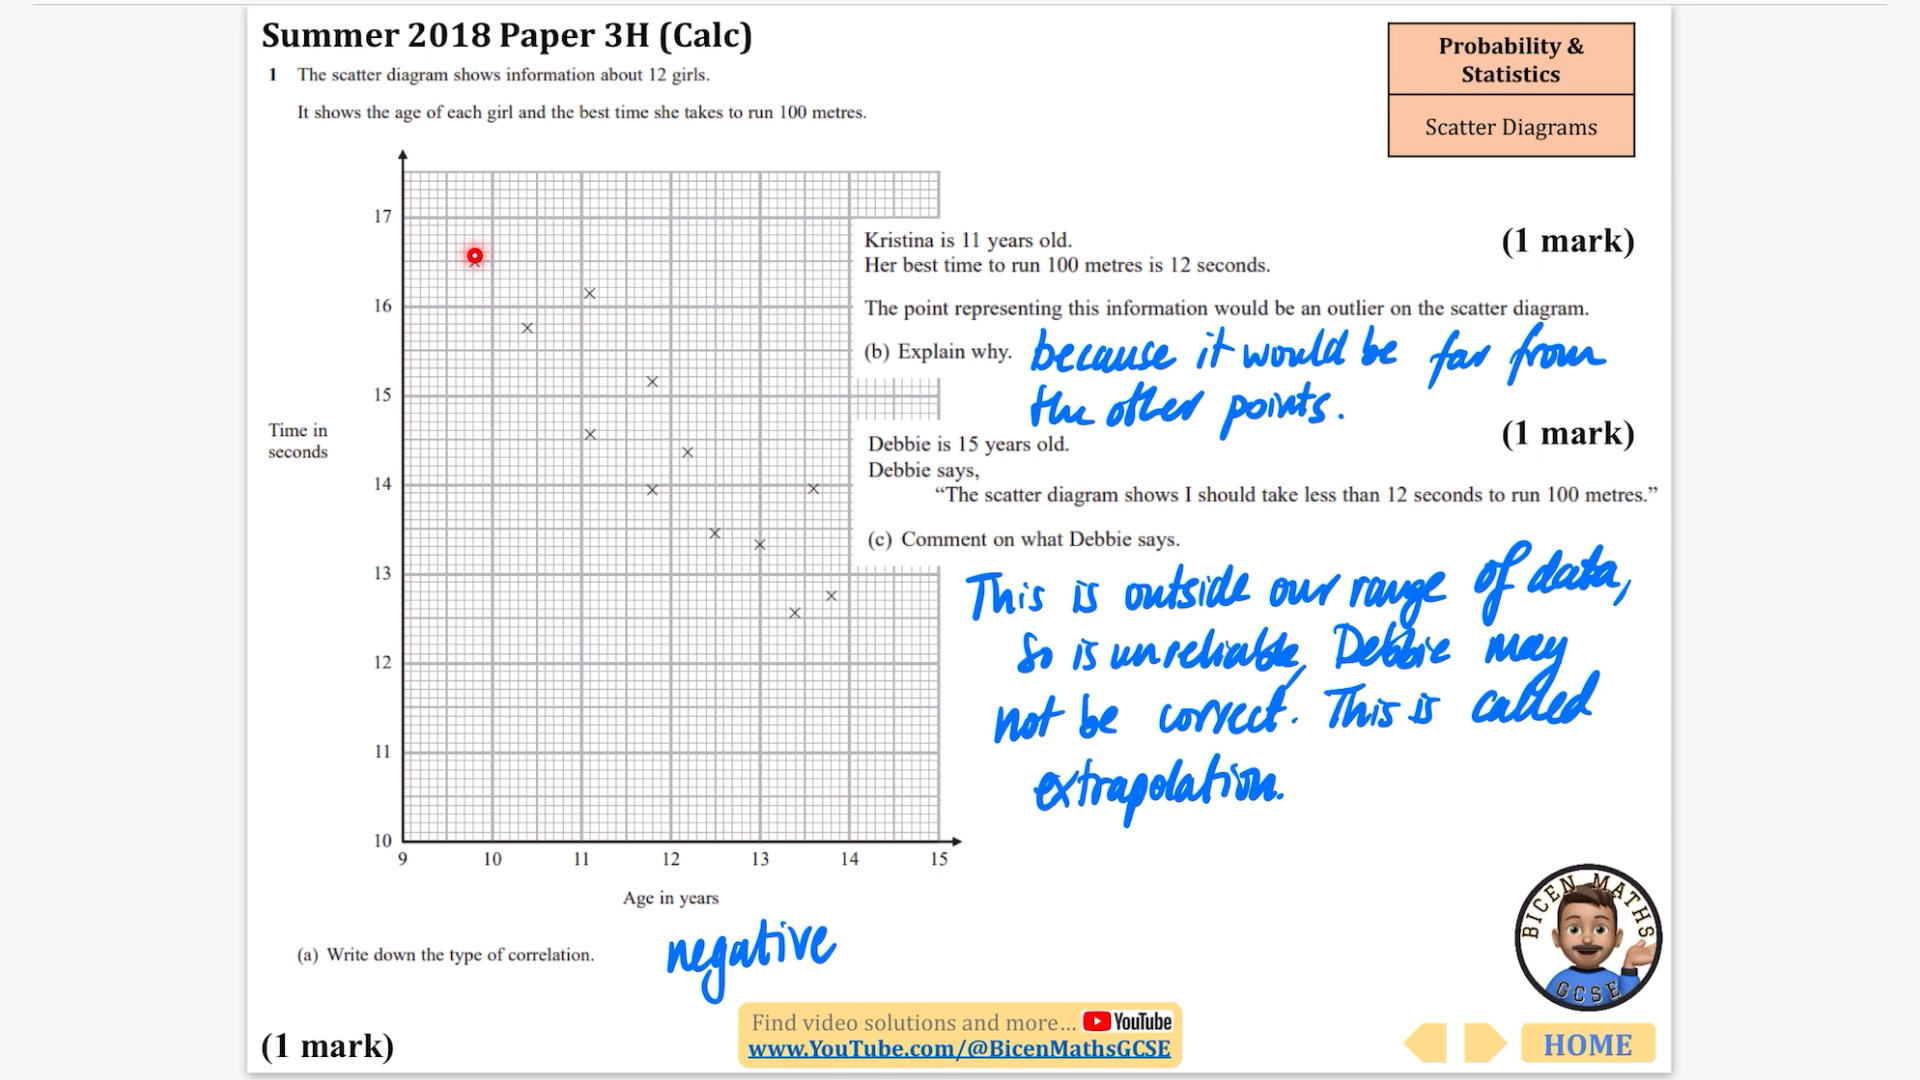 Summer 2018 Paper 3H (Calc)
Probability &
Statistics
Scatter Diagrams
1 The scatter diagram shows information about 12 girls.
It shows the age of each girl and the best time she takes to run 100 metres.
17
16
15
14
13
12
11
10
Time in
seconds
9 10 11 12 13 14 15
Age in years
(a) Write down the type of correlation.
negative
(1 mark)
Kristina is 11 years old.
(1 mark)
Her best time to run 100 metres is 12 seconds.
The point representing this information would be an outlier on the scatter diagram.
(b) Explain why. because it would be far from
the other points.
(1 mark)
Debbie is 15 years old.
Debbie says,
“The scatter diagram shows I should take less than 12 seconds to run 100 metres.”
(c) Comment on what Debbie says.
This is outside our range of data,
so is unreliable, Debbie may
not be correct. This is called
extrapolation.
BICEN MATHS
GCSE
Find video solutions and more... YouTube
www.YouTube.com/@BicenMathsGCSE
HOME